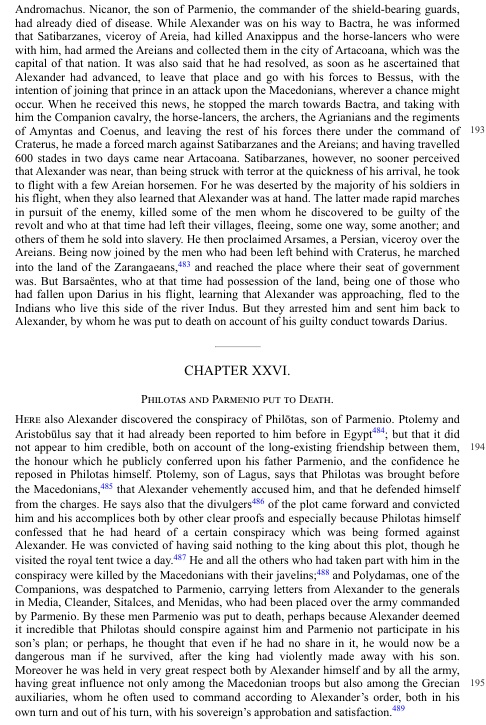 Andromachus. Nicanor, the son of Parmenio, the commander of the shield-bearing guards,
had already died of disease. While Alexander was on his way to Bactra, he was informed
that Satibarzanes, viceroy of Areia, had killed Anaxippus and the horse-lancers who were
with him, had armed the Areians and collected them in the city of Artacoana, which was the
capital of that nation. It was also said that he had resolved, as soon as he ascertained that
Alexander had advanced, to leave that place and go with his forces to Bessus, with the
intention of joining that prince in an attack upon the Macedonians, wherever a chance might
occur. When he received this news, he stopped the march towards Bactra, and taking with
him the Companion cavalry, the horse-lancers, the archers, the Agrianians and the regiments
of Amyntas and Coenus, and leaving the rest of his forces there under the command of 193
Craterus, he made a forced march against Satibarzanes and the Areians; and having travelled
600 stades in two days came near Artacoana. Satibarzanes, however, no sooner perceived
that Alexander was near, than being struck with terror at the quickness of his arrival, he took
to flight with a few Areian horsemen. For he was deserted by the majority of his soldiers in
his flight, when they also learned that Alexander was at hand. The latter made rapid marches
in pursuit of the enemy, killed some of the men whom he discovered to be guilty of the
revolt and who at that time had left their villages, fleeing, some one way, some another; and
others of them he sold into slavery. He then proclaimed Arsames, a Persian, viceroy over the
Areians. Being now joined by the men who had been left behind with Craterus, he marched
into the land of the Zarangaeans,483 and reached the place where their seat of government
was. But Barsaëntes, who at that time had possession of the land, being one of those who
had fallen upon Darius in his flight, learning that Alexander was approaching, fled to the
Indians who live this side of the river Indus. But they arrested him and sent him back to
Alexander, by whom he was put to death on account of his guilty conduct towards Darius.
CHAPTER XXVI.
Philotas and Parmenio put to Death.
Here also Alexander discovered the conspiracy of Philōtas, son of Parmenio. Ptolemy and
Aristobūlus say that it had already been reported to him before in Egypt484; but that it did
not appear to him credible, both on account of the long-existing friendship between them, 194
the honour which he publicly conferred upon his father Parmenio, and the confidence he
reposed in Philotas himself. Ptolemy, son of Lagus, says that Philotas was brought before
the Macedonians,485 that Alexander vehemently accused him, and that he defended himself
from the charges. He says also that the divulgers486 of the plot came forward and convicted
him and his accomplices both by other clear proofs and especially because Philotas himself
confessed that he had heard of a certain conspiracy which was being formed against
Alexander. He was convicted of having said nothing to the king about this plot, though he
visited the royal tent twice a day.487 He and all the others who had taken part with him in the
conspiracy were killed by the Macedonians with their javelins;488 and Polydamas, one of the
Companions, was despatched to Parmenio, carrying letters from Alexander to the generals
in Media, Cleander, Sitalces, and Menidas, who had been placed over the army commanded
by Parmenio. By these men Parmenio was put to death, perhaps because Alexander deemed
it incredible that Philotas should conspire against him and Parmenio not participate in his
son's plan; or perhaps, he thought that even if he had no share in it, he would now be a
dangerous man if he survived, after the king had violently made away with his son.
Moreover he was held in very great respect both by Alexander himself and by all the army,
having great influence not only among the Macedonian troops but also among the Grecian 195
auxiliaries, whom he often used to command according to Alexander's order, both in his
own turn and out of his turn, with his sovereign's approbation and satisfaction.489